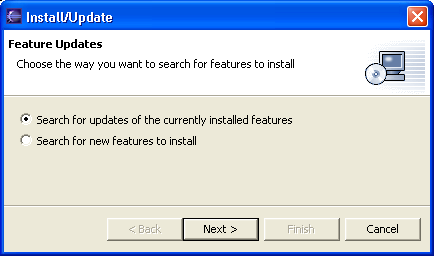 Install/Update
Feature Updates
Choose the way you want to search for features to install
Search for updates of the currently installed features
Search for new features to install
< Back Next > Finish Cancel